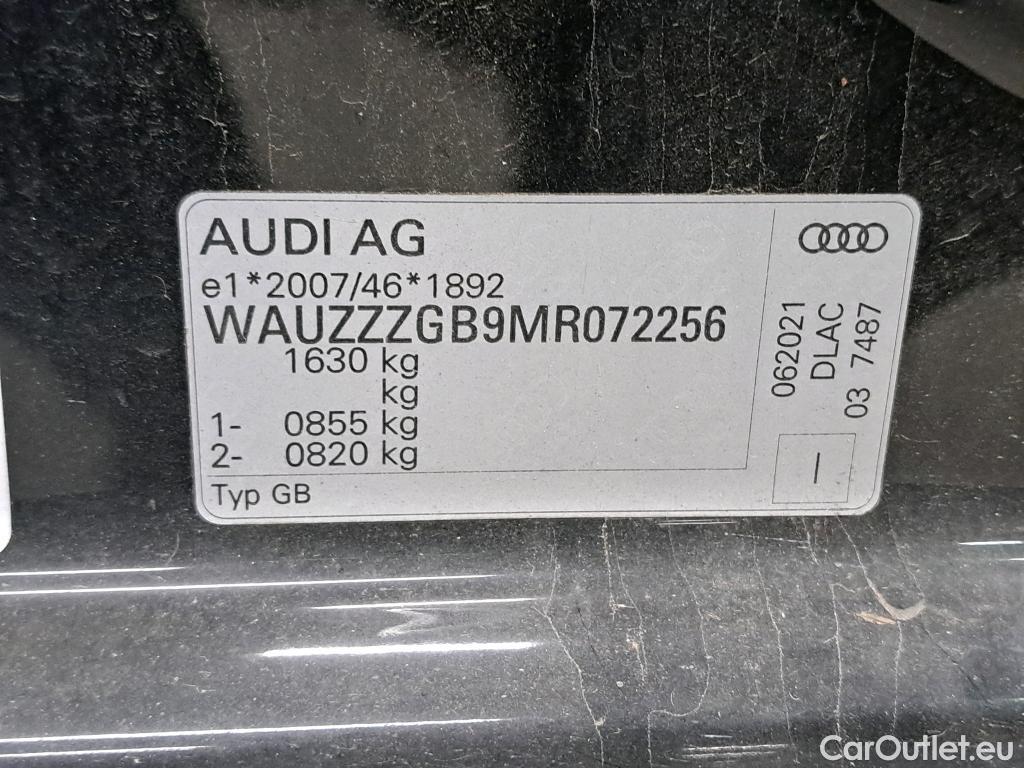 AUDI AG
e1*2007/46*1892
WAUZZZGB9MR072256
1630 kg
kg
1- 0855 kg
2- 0820 kg
Typ GB
062021
DLAC
03 7487
CarOutlet.eu